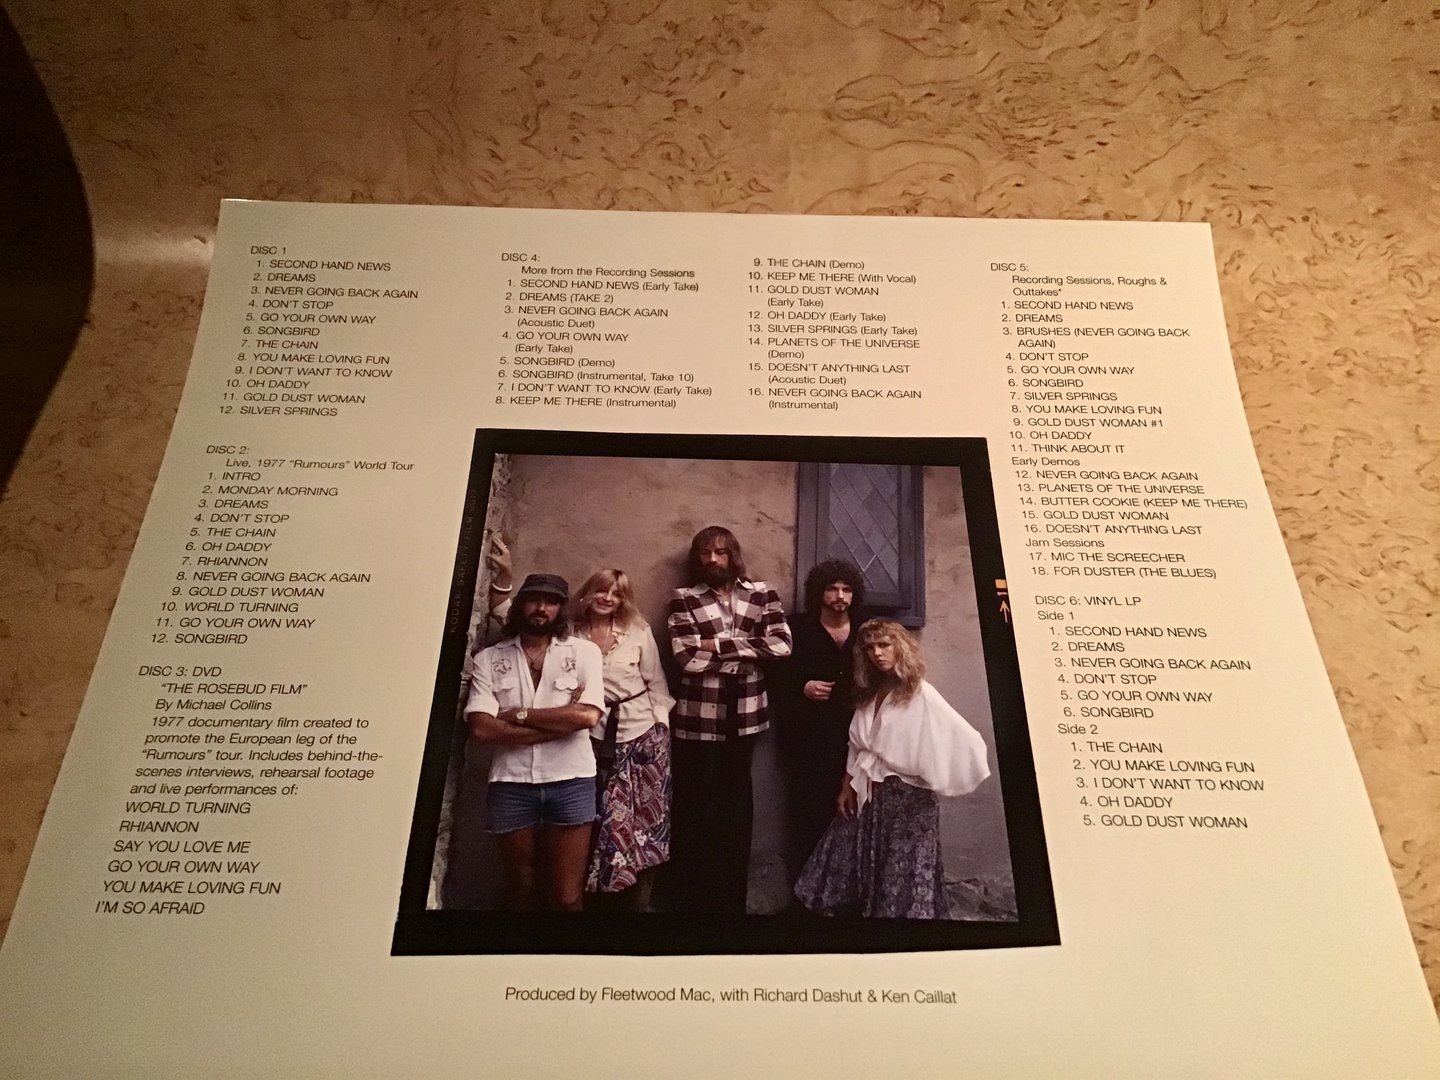 DISC 1
1. SECOND HAND NEWS
2. DREAMS
3. NEVER GOING BACK AGAIN
4. DON'T STOP
5. GO YOUR OWN WAY
6. SONGBIRD
7. THE CHAIN
8. YOU MAKE LOVING FUN
9. I DON'T WANT TO KNOW
10. OH DADDY
11. GOLD DUST WOMAN
12. SILVER SPRINGS
DISC 2:
Live, 1977 "Rumours" World Tour
1. INTRO
2. MONDAY MORNING
3. DREAMS
4. DON'T STOP
5. THE CHAIN
6. OH DADDY
7. RHIANNON
8. NEVER GOING BACK AGAIN
9. GOLD DUST WOMAN
10. WORLD TURNING
11. GO YOUR OWN WAY
12. SONGBIRD
DISC 3: DVD
"THE ROSEBUD FILM"
By Michael Collins
1977 documentary film created to
promote the European leg of the
"Rumours" tour. Includes behind-the-
scenes interviews, rehearsal footage
and live performances of:
WORLD TURNING
RHIANNON
SAY YOU LOVE ME
GO YOUR OWN WAY
YOU MAKE LOVING FUN
I'M SO AFRAID
DISC 4:
More from the Recording Sessions
1. SECOND HAND NEWS (Early Take)
2. DREAMS (TAKE 2)
3. NEVER GOING BACK AGAIN
(Acoustic Duet)
4. GO YOUR OWN WAY
(Early Take)
5. SONGBIRD (Demo)
6. SONGBIRD (Instrumental, Take 10)
7. I DON'T WANT TO KNOW (Early Take)
8. KEEP ME THERE (Instrumental)
9. THE CHAIN (Demo)
10. KEEP ME THERE (With Vocal)
11. GOLD DUST WOMAN
(Early Take)
12. OH DADDY (Early Take)
13. SILVER SPRINGS (Early Take)
14. PLANETS OF THE UNIVERSE
(Demo)
15. DOESN'T ANYTHING LAST
(Acoustic Duet)
16. NEVER GOING BACK AGAIN
(Instrumental)
DISC 5:
Recording Sessions, Roughs &
Outtakes*
1. SECOND HAND NEWS
2. DREAMS
3. BRUSHES (NEVER GOING BACK
AGAIN)
4. DON'T STOP
5. GO YOUR OWN WAY
6. SONGBIRD
7. SILVER SPRINGS
8. YOU MAKE LOVING FUN
9. GOLD DUST WOMAN #1
10. OH DADDY
11. THINK ABOUT IT
Early Demos
12. NEVER GOING BACK AGAIN
13. PLANETS OF THE UNIVERSE
14. BUTTER COOKIE (KEEP ME THERE)
15. GOLD DUST WOMAN
16. DOESN'T ANYTHING LAST
Jam Sessions
17. MIC THE SCREECHER
18. FOR DUSTER (THE BLUES)
DISC 6: VINYL LP
Side 1
1. SECOND HAND NEWS
2. DREAMS
3. NEVER GOING BACK AGAIN
4. DON'T STOP
5. GO YOUR OWN WAY
6. SONGBIRD
Side 2
1. THE CHAIN
2. YOU MAKE LOVING FUN
3. I DON'T WANT TO KNOW
4. OH DADDY
5. GOLD DUST WOMAN
KODAK SAFETY FILM
Produced by Fleetwood Mac, with Richard Dashut & Ken Caillat